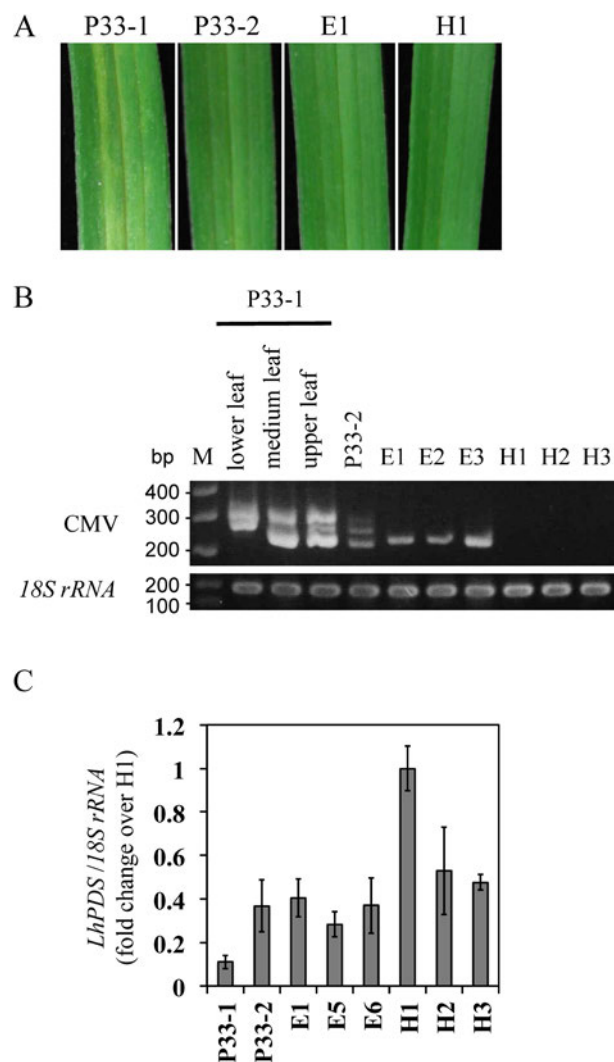 A
P33-1 P33-2 E1 H1
B
P33-1
lower leaf
medium leaf
upper leaf
P33-2
bp M E1 E2 E3 H1 H2 H3
400
CMV 300
200
18S rRNA 200
100
C
LhPDS / 18S rRNA
(fold change over H1)
1.2
1
0.8
0.6
0.4
0.2
0
P33-1 P33-2 E1 E5 E6 H1 H2 H3